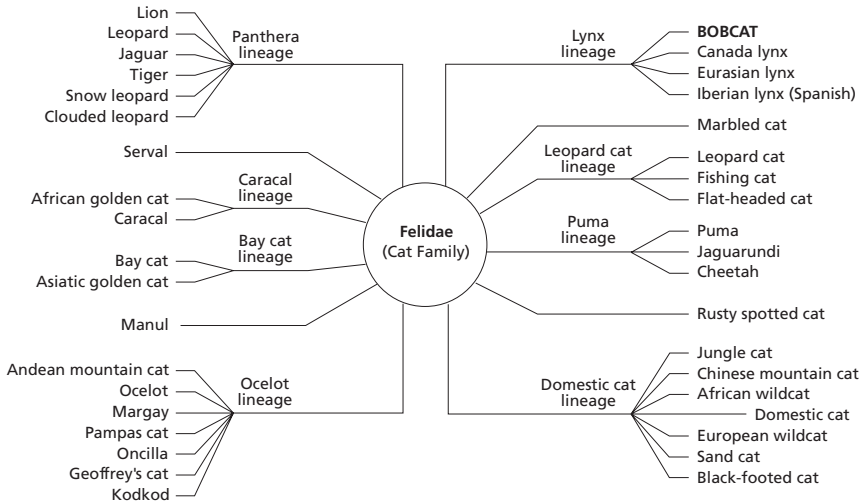 Lion
Leopard
Jaguar
Tiger
Snow leopard
Clouded leopard
Panthera
lineage
Serval
African golden cat
Caracal
Caracal
lineage
Bay cat
Asiatic golden cat
Bay cat
lineage
Manul
Andean mountain cat
Ocelot
Margay
Pampas cat
Oncilla
Geoffrey's cat
Kodkod
Ocelot
lineage
Felidae
(Cat Family)
Lynx
lineage
BOBCAT
Canada lynx
Eurasian lynx
Iberian lynx (Spanish)
Marbled cat
Leopard cat
lineage
Leopard cat
Fishing cat
Flat-headed cat
Puma
lineage
Puma
Jaguarundi
Cheetah
Rusty spotted cat
Domestic cat
lineage
Jungle cat
Chinese mountain cat
African wildcat
Domestic cat
European wildcat
Sand cat
Black-footed cat